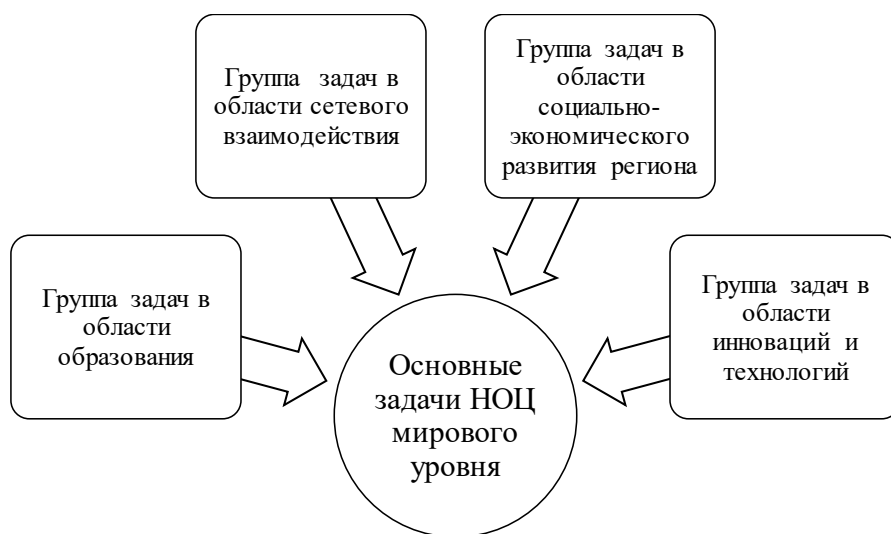 Группа задач в
области сетевого
взаимодействия
Группа задач в
области
социально-
экономического
развития региона
Группа задач в
области
образования
Группа задач в
области
инноваций и
технологий
Основные
задачи НОЦ
мирового
уровня